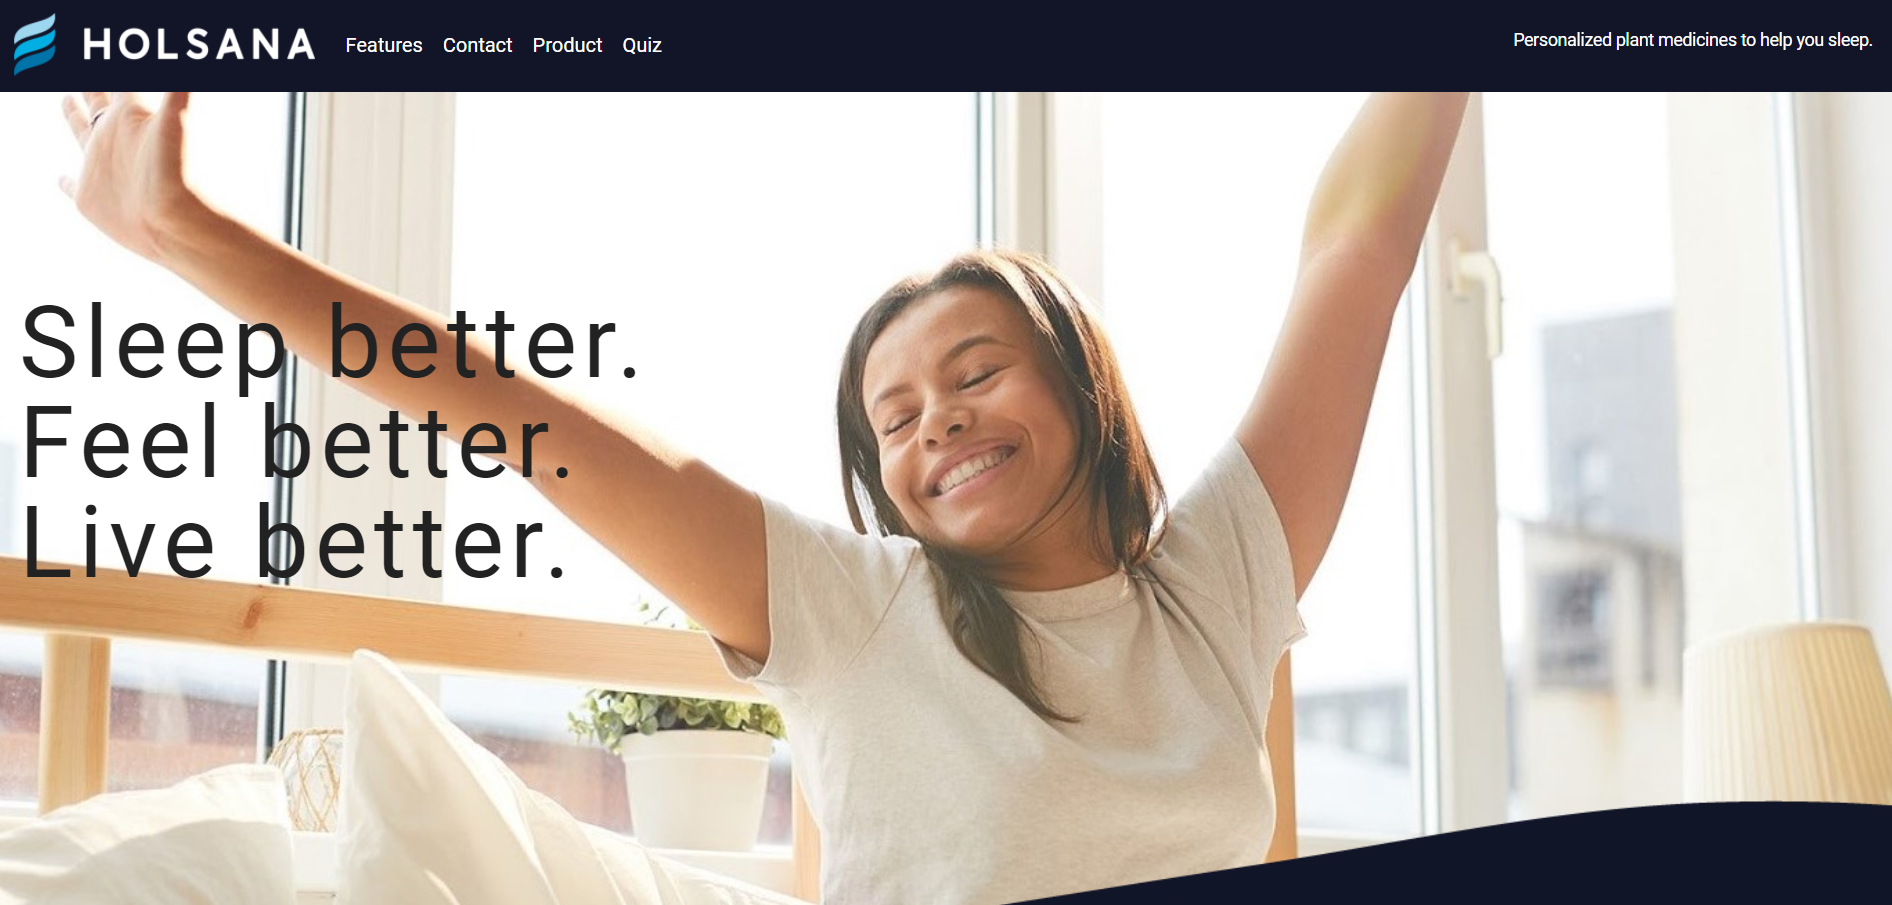 HOLSANA
Features Contact Product Quiz
Personalized plant medicines to help you sleep.
Sleep better.
Feel better.
Live better.